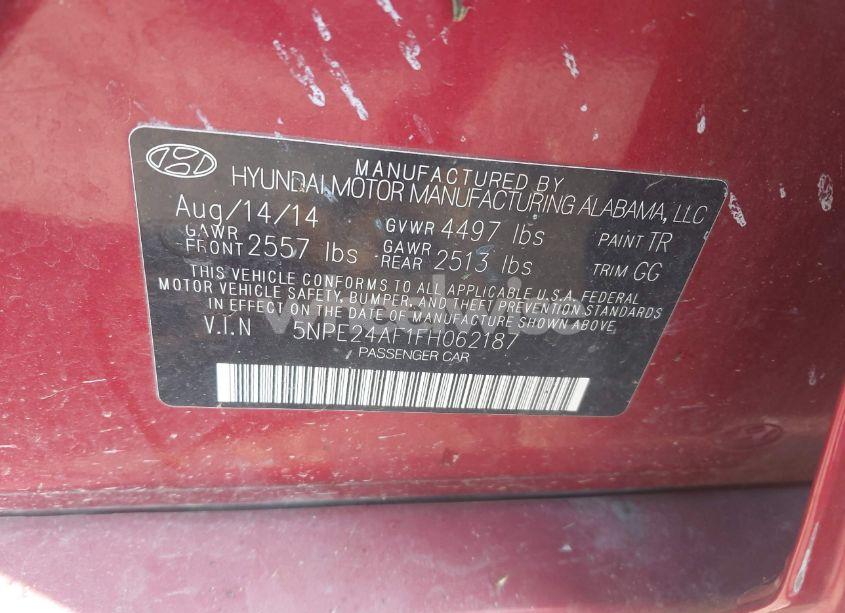 MANUFACTURED BY
HYUNDAI MOTOR MANUFACTURING ALABAMA, LLC
Aug/14/14 GVWR 4497 lbs PAINT TR
GAWR FRONT 2557 lbs GAWR REAR 2513 lbs TRIM GG
THIS VEHICLE CONFORMS TO ALL APPLICABLE U.S.A. FEDERAL
MOTOR VEHICLE SAFETY, BUMPER, AND THEFT PREVENTION STANDARDS
IN EFFECT ON THE DATE OF MANUFACTURE SHOWN ABOVE.
V.I.N 5NPE24AF1FH062187
PASSENGER CAR